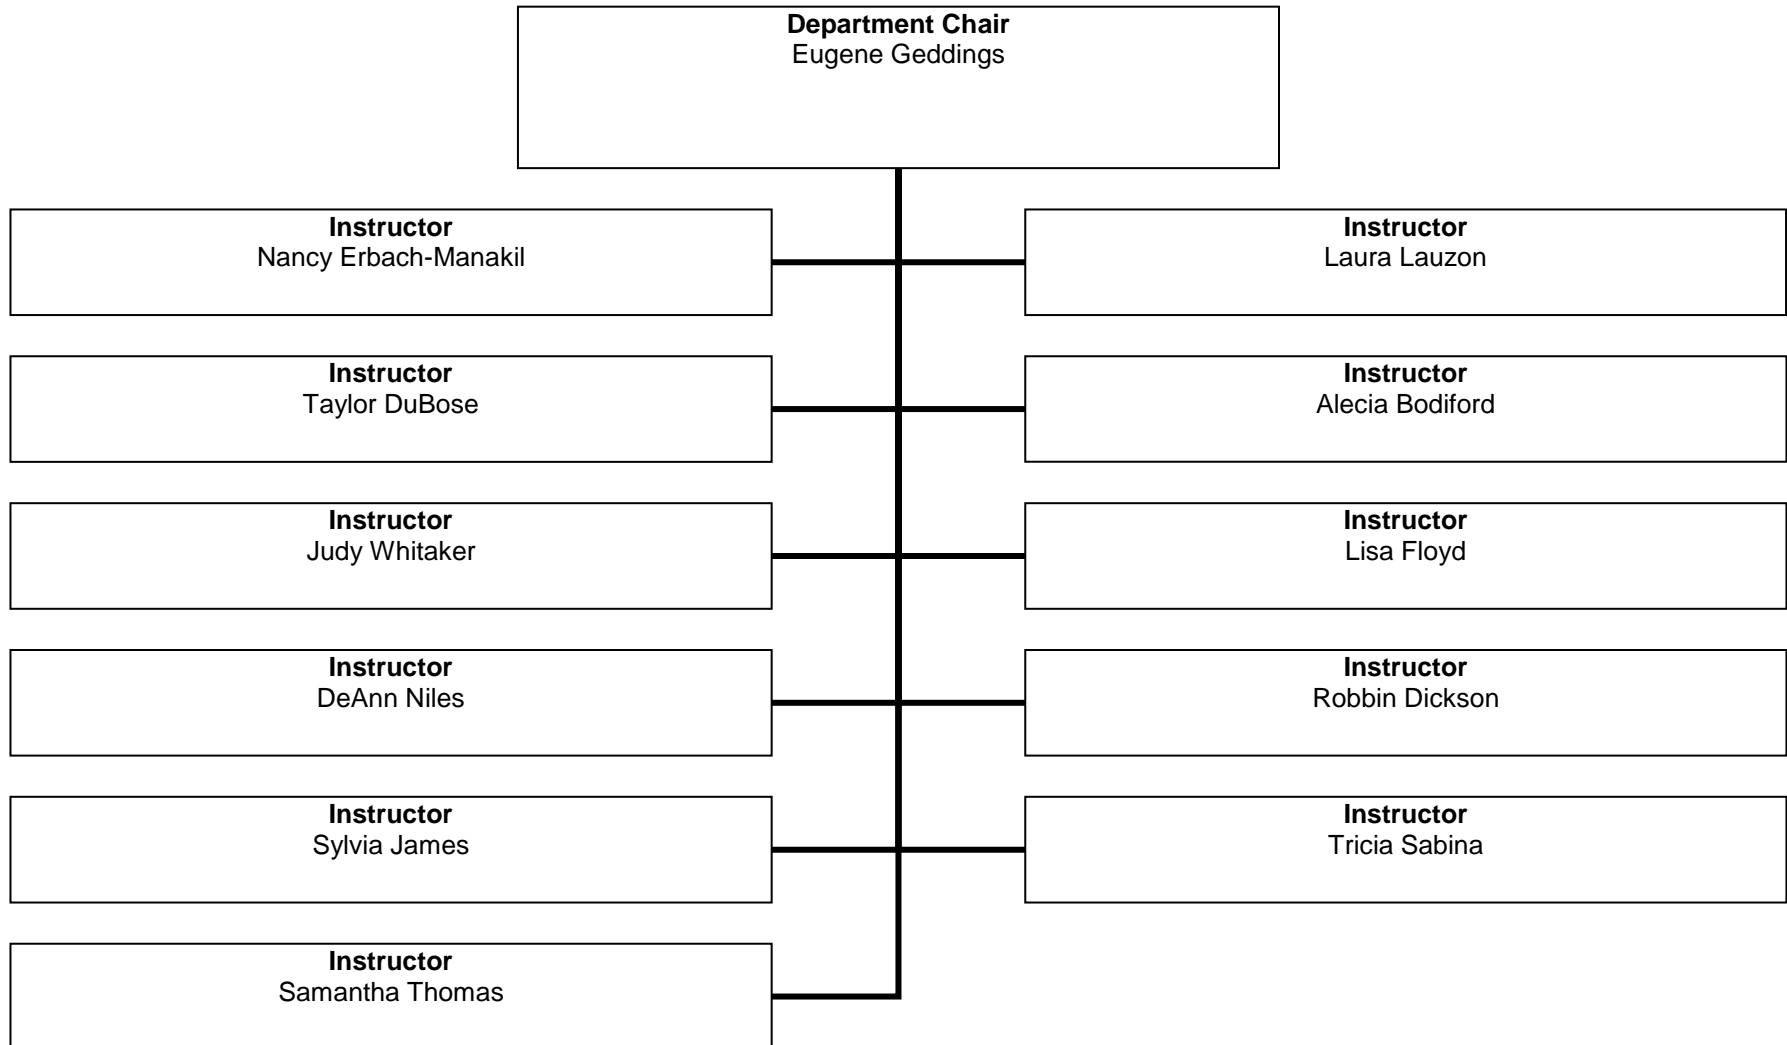 Department Chair
Eugene Geddings
Instructor
Nancy Erbach-Manakil
Instructor
Laura Lauzon
Instructor
Taylor DuBose
Instructor
Alecia Bodiford
Instructor
Judy Whitaker
Instructor
Lisa Floyd
Instructor
DeAnn Niles
Instructor
Robbin Dickson
Instructor
Sylvia James
Instructor
Tricia Sabina
Instructor
Samantha Thomas